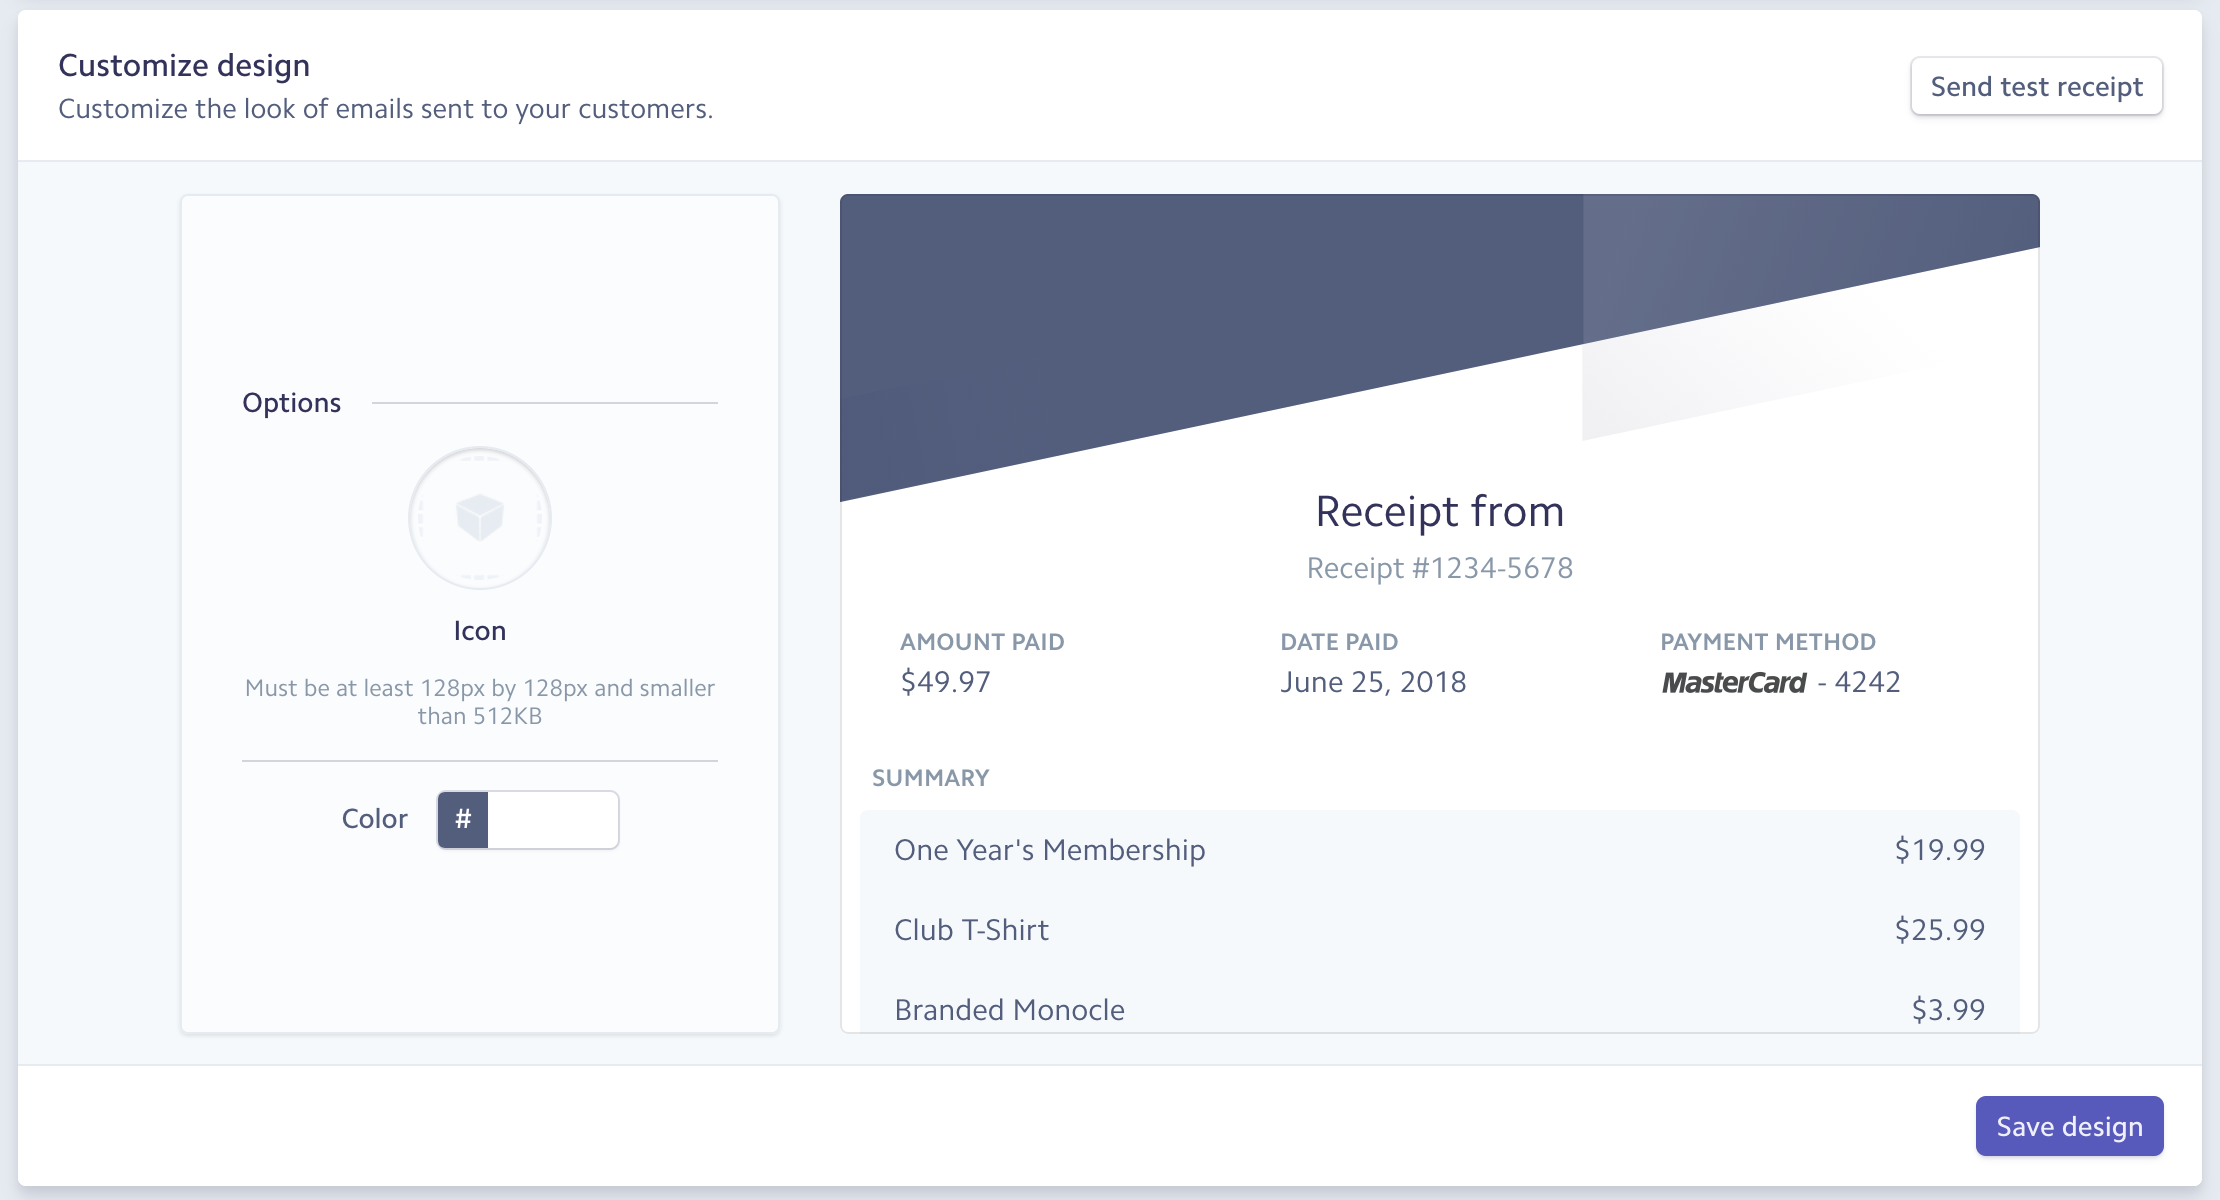 Customize design
Customize the look of emails sent to your customers.
Send test receipt
Options
Icon
Must be at least 128px by 128px and smaller
than 512KB
Color #
Receipt from
Receipt #1234-5678
AMOUNT PAID
$49.97
DATE PAID
June 25, 2018
PAYMENT METHOD
MasterCard - 4242
SUMMARY
One Year's Membership $19.99
Club T-Shirt $25.99
Branded Monocle $3.99
Save design